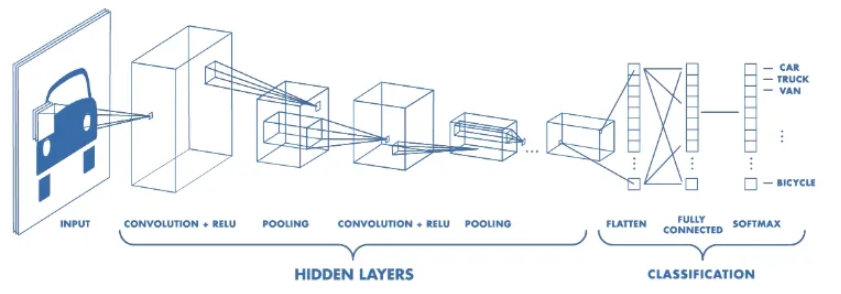 CAR
TRUCK
VAN
BICYCLE
INPUT
CONVOLUTION + RELU
POOLING
CONVOLUTION + RELU
POOLING
FLATTEN
FULLY
CONNECTED
SOFTMAX
HIDDEN LAYERS
CLASSIFICATION